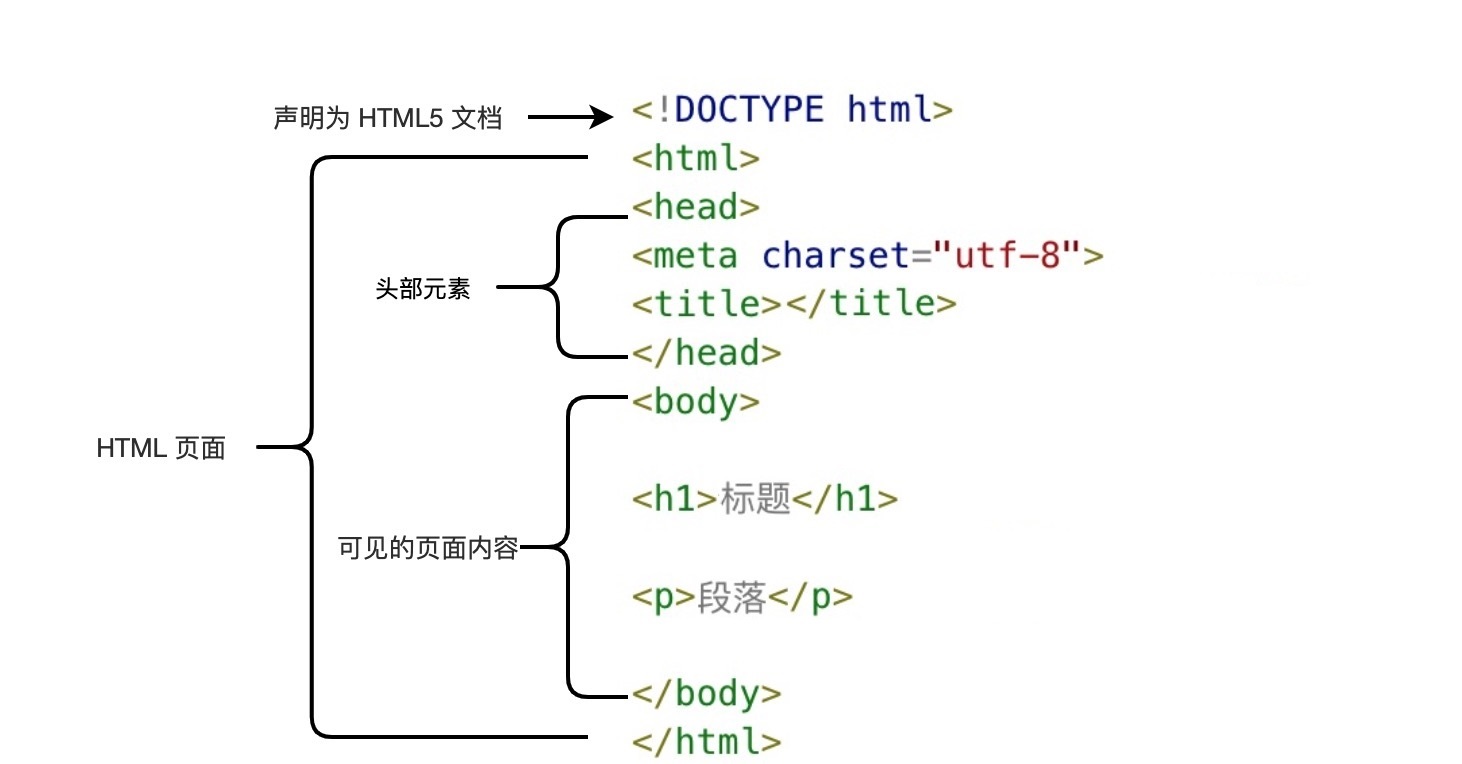 声明为 HTML5 文档
<!DOCTYPE html>
<html>
<head>
<meta charset="utf-8">
头部元素
<title></title>
</head>
<body>
HTML 页面
<h1>标题</h1>
可见的页面内容
<p>段落</p>
</body>
</html>